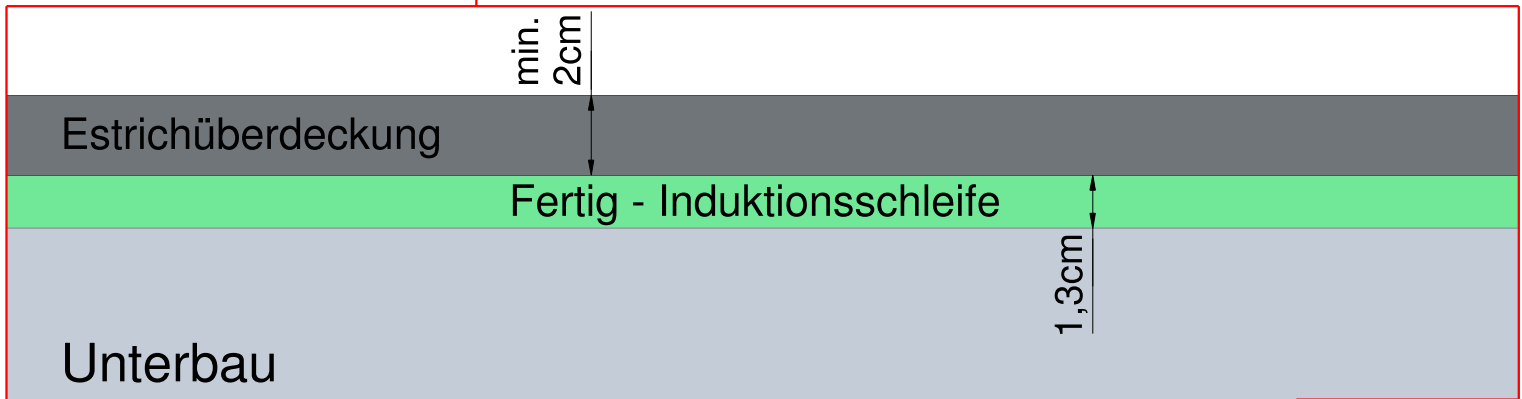 min.
2cm
Estrichüberdeckung
Fertig - Induktionsschleife
1,3cm
Unterbau